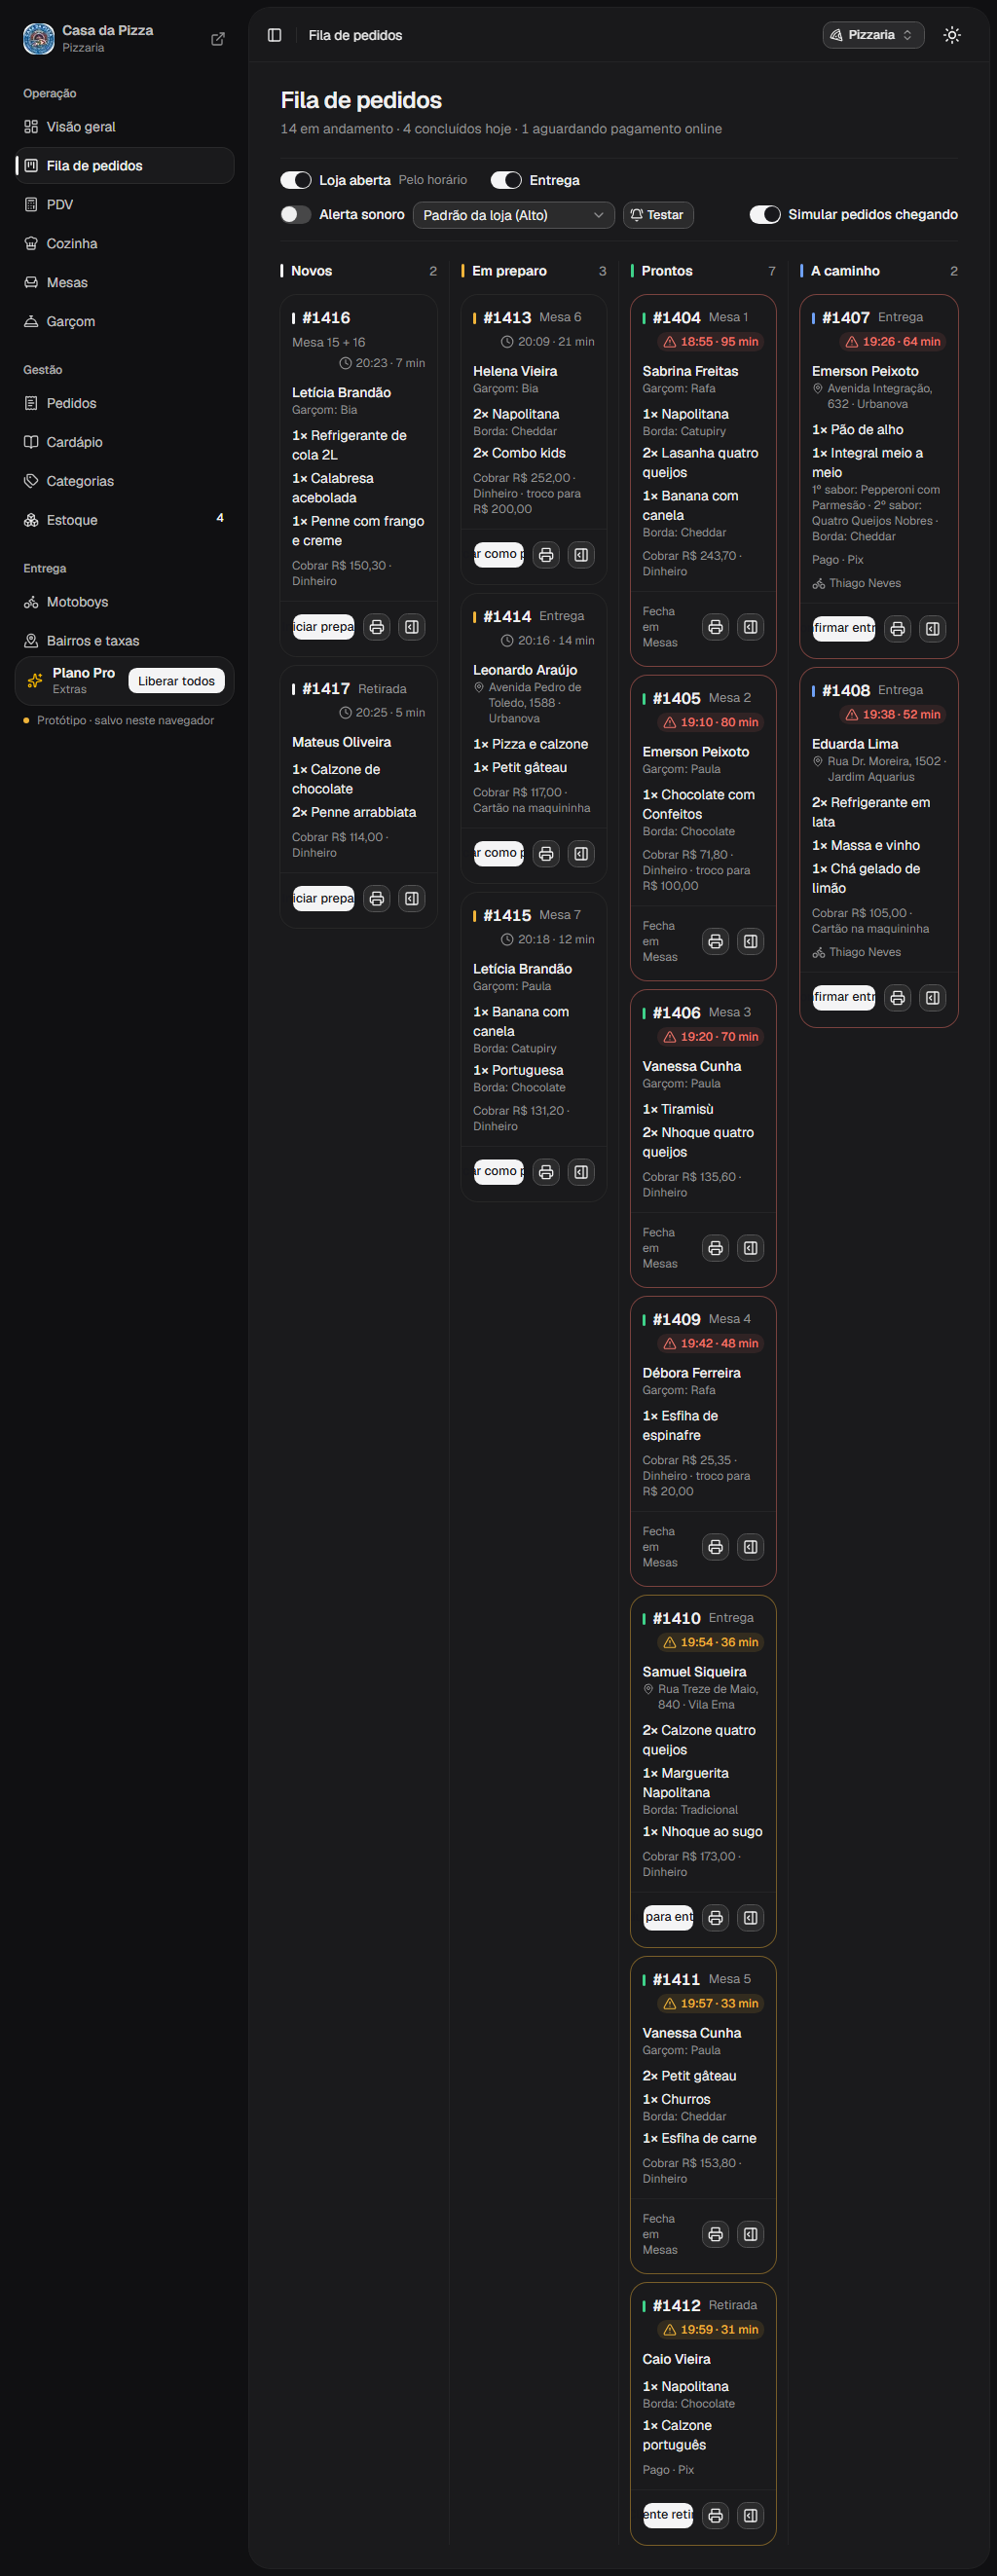 Casa da Pizza
Pizzaria
Operação
Visão geral
Fila de pedidos
PDV
Cozinha
Mesas
Garçom
Gestão
Pedidos
Cardápio
Categorias
Estoque 4
Entrega
Motoboys
Bairros e taxas
Plano Pro
Extras
Liberar todos
Protótipo · salvo neste navegador
Fila de pedidos
Pizzaria
Fila de pedidos
14 em andamento · 4 concluídos hoje · 1 aguardando pagamento online
Loja aberta Pelo horário Entrega
Alerta sonoro Padrão da loja (Alto) Testar Simular pedidos chegando
Novos 2
#1416
Mesa 15 + 16
20:23 · 7 min
Letícia Brandão
Garçom: Bia
1× Refrigerante de
cola 2L
1× Calabresa
acebolada
1× Penne com frango
e creme
Cobrar R$ 150,30 ·
Dinheiro
iciar prepa
#1417 Retirada
20:25 · 5 min
Mateus Oliveira
1× Calzone de
chocolate
2× Penne arrabbiata
Cobrar R$ 114,00 ·
Dinheiro
iciar prepa
Em preparo 3
#1413 Mesa 6
20:09 · 21 min
Helena Vieira
Garçom: Bia
2× Napolitana
Borda: Cheddar
2× Combo kids
Cobrar R$ 252,00 ·
Dinheiro · troco para
R$ 200,00
ar como p
#1414 Entrega
20:16 · 14 min
Leonardo Araújo
Avenida Pedro de
Toledo, 1588 ·
Urbanova
1× Pizza e calzone
1× Petit gâteau
Cobrar R$ 117,00 ·
Cartão na maquininha
ar como p
#1415 Mesa 7
20:18 · 12 min
Letícia Brandão
Garçom: Paula
1× Banana com
canela
Borda: Catupiry
1× Portuguesa
Borda: Chocolate
Cobrar R$ 131,20 ·
Dinheiro
ar como p
Prontos 7
#1404 Mesa 1
18:55 · 95 min
Sabrina Freitas
Garçom: Rafa
1× Napolitana
Borda: Catupiry
2× Lasanha quatro
queijos
1× Banana com
canela
Borda: Cheddar
Cobrar R$ 243,70 ·
Dinheiro
Fecha
em
Mesas
#1405 Mesa 2
19:10 · 80 min
Emerson Peixoto
Garçom: Paula
1× Chocolate com
Confeitos
Borda: Chocolate
Cobrar R$ 71,80 ·
Dinheiro · troco para
R$ 100,00
Fecha
em
Mesas
#1406 Mesa 3
19:20 · 70 min
Vanessa Cunha
Garçom: Paula
1× Tiramisù
2× Nhoque quatro
queijos
Cobrar R$ 135,60 ·
Dinheiro
Fecha
em
Mesas
#1409 Mesa 4
19:42 · 48 min
Débora Ferreira
Garçom: Rafa
1× Esfiha de
espinafre
Cobrar R$ 25,35 ·
Dinheiro · troco para
R$ 20,00
Fecha
em
Mesas
#1410 Entrega
19:54 · 36 min
Samuel Siqueira
Rua Treze de Maio,
840 · Vila Ema
2× Calzone quatro
queijos
1× Marguerita
Napolitana
Borda: Tradicional
1× Nhoque ao sugo
Cobrar R$ 173,00 ·
Dinheiro
para ent
#1411 Mesa 5
19:57 · 33 min
Vanessa Cunha
Garçom: Paula
2× Petit gâteau
1× Churros
Borda: Cheddar
1× Esfiha de carne
Cobrar R$ 153,80 ·
Dinheiro
Fecha
em
Mesas
#1412 Retirada
19:59 · 31 min
Caio Vieira
1× Napolitana
Borda: Chocolate
1× Calzone
português
Pago · Pix
ente retir
A caminho 2
#1407 Entrega
19:26 · 64 min
Emerson Peixoto
Avenida Integração,
632 · Urbanova
1× Pão de alho
1× Integral meio a
meio
1º sabor: Pepperoni com
Parmesão · 2º sabor:
Quatro Queijos Nobres ·
Borda: Cheddar
Pago · Pix
Thiago Neves
firmar entr
#1408 Entrega
19:38 · 52 min
Eduarda Lima
Rua Dr. Moreira, 1502 ·
Jardim Aquarius
2× Refrigerante em
lata
1× Massa e vinho
1× Chá gelado de
limão
Cobrar R$ 105,00 ·
Cartão na maquininha
Thiago Neves
firmar entr